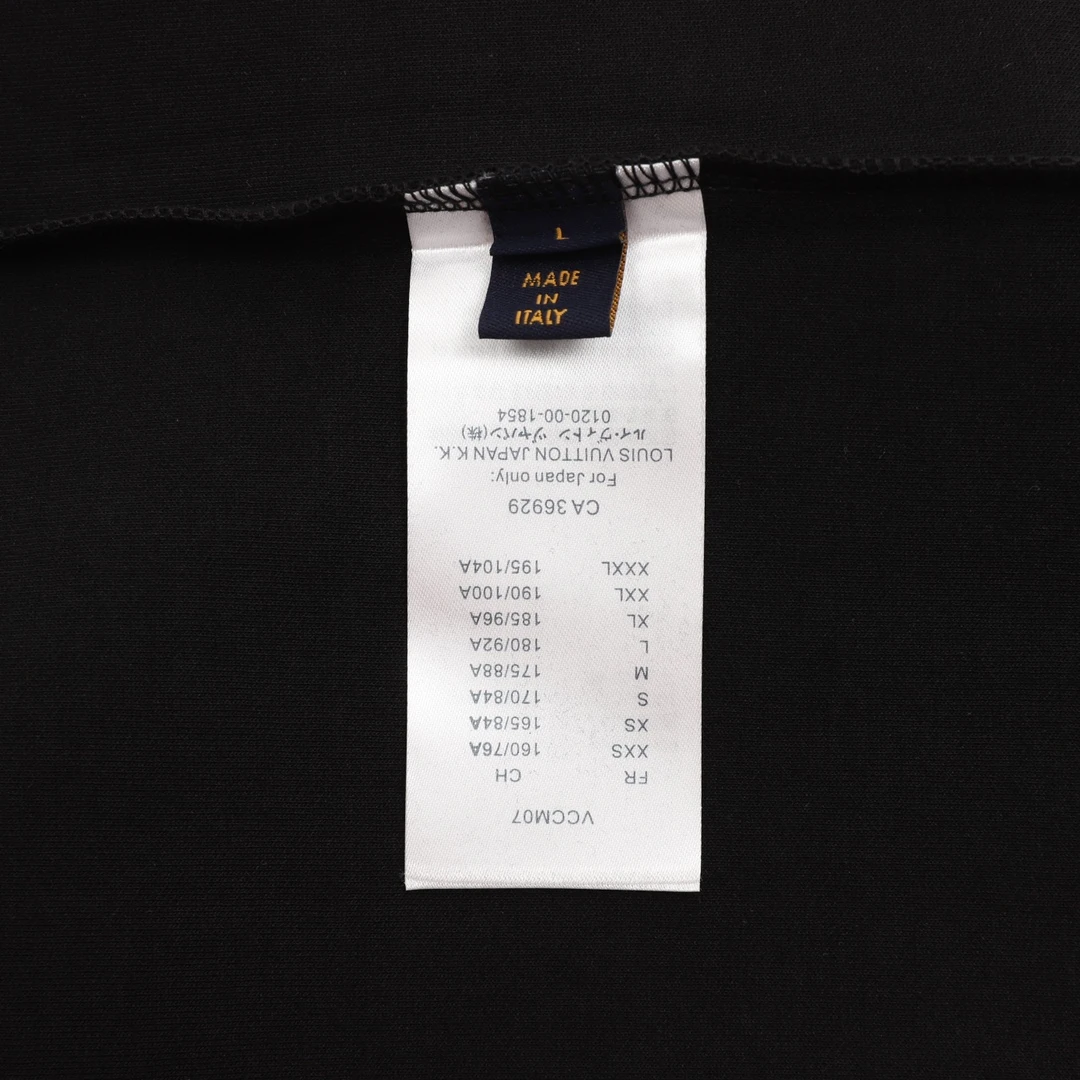 L
MADE
IN
ITALY
VCCM07
FR CH
XXS 160/76A
XS 165/84A
S 170/84A
M 175/88A
L 180/92A
XL 185/96A
XXL 190/100A
XXXL 195/104A
CA 36929
For Japan only:
LOUIS VUITTON JAPAN K.K.
ルイ・ヴィトン ジャパン(株)
0120-00-1854